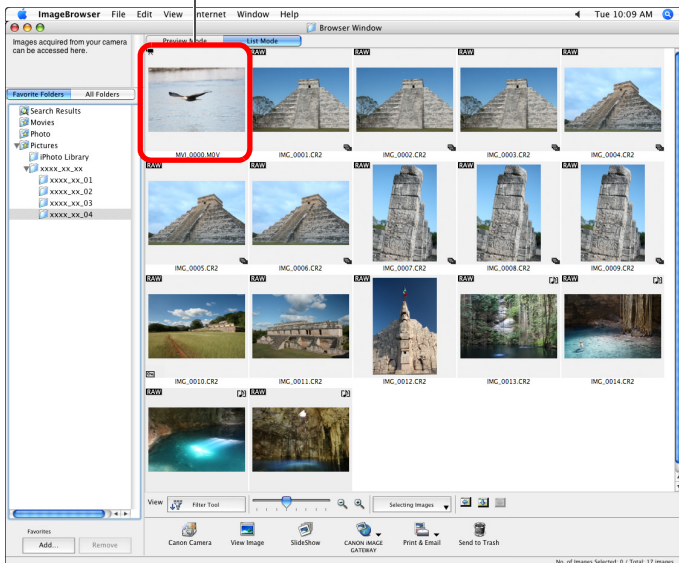 ImageBrowser File Edit View Internet Window Help Tue 10:09 AM
Browser Window
Images acquired from your camera
can be accessed here.
Preview Mode List Mode
Favorite Folders All Folders
Search Results
Movies
Photo
Pictures
iPhoto Library
xxxx_xx_xx
xxxx_xx_01
xxxx_xx_02
xxxx_xx_03
xxxx_xx_04
RAW RAW RAW RAW
MVI_0000.MOV IMG_0001.CR2 IMG_0002.CR2 IMG_0003.CR2 IMG_0004.CR2
RAW RAW RAW RAW RAW
IMG_0005.CR2 IMG_0006.CR2 IMG_0007.CR2 IMG_0008.CR2 IMG_0009.CR2
RAW RAW RAW RAW RAW
IMG_0010.CR2 IMG_0011.CR2 IMG_0012.CR2 IMG_0013.CR2 IMG_0014.CR2
RAW RAW
View Filter Tool Selecting Images
Favorites
Add... Remove
Canon Camera View Image SlideShow CANON iMAGE GATEWAY Print & Email Send to Trash
No. of Images Selected: 0 / Total: 17 images